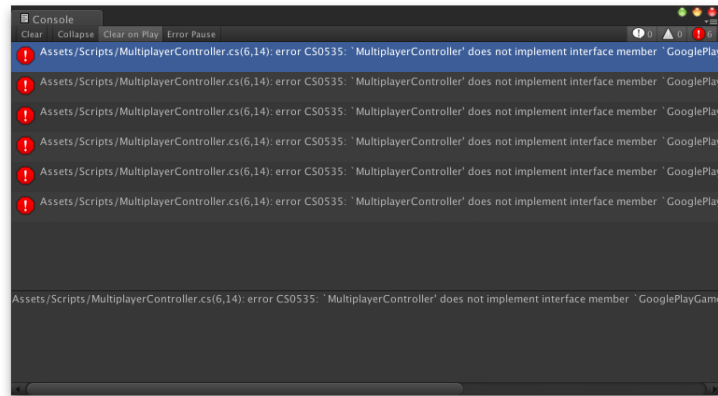 Console
Clear Collapse Clear on Play Error Pause 0 0 6
Assets/Scripts/MultiplayerController.cs(6,14): error CS0535: `MultiplayerController' does not implement interface member `GooglePlay
Assets/Scripts/MultiplayerController.cs(6,14): error CS0535: `MultiplayerController' does not implement interface member `GooglePla
Assets/Scripts/MultiplayerController.cs(6,14): error CS0535: `MultiplayerController' does not implement interface member `GooglePla
Assets/Scripts/MultiplayerController.cs(6,14): error CS0535: `MultiplayerController' does not implement interface member `GooglePla
Assets/Scripts/MultiplayerController.cs(6,14): error CS0535: `MultiplayerController' does not implement interface member `GooglePla
Assets/Scripts/MultiplayerController.cs(6,14): error CS0535: `MultiplayerController' does not implement interface member `GooglePla
Assets/Scripts/MultiplayerController.cs(6,14): error CS0535: `MultiplayerController' does not implement interface member `GooglePlayGam